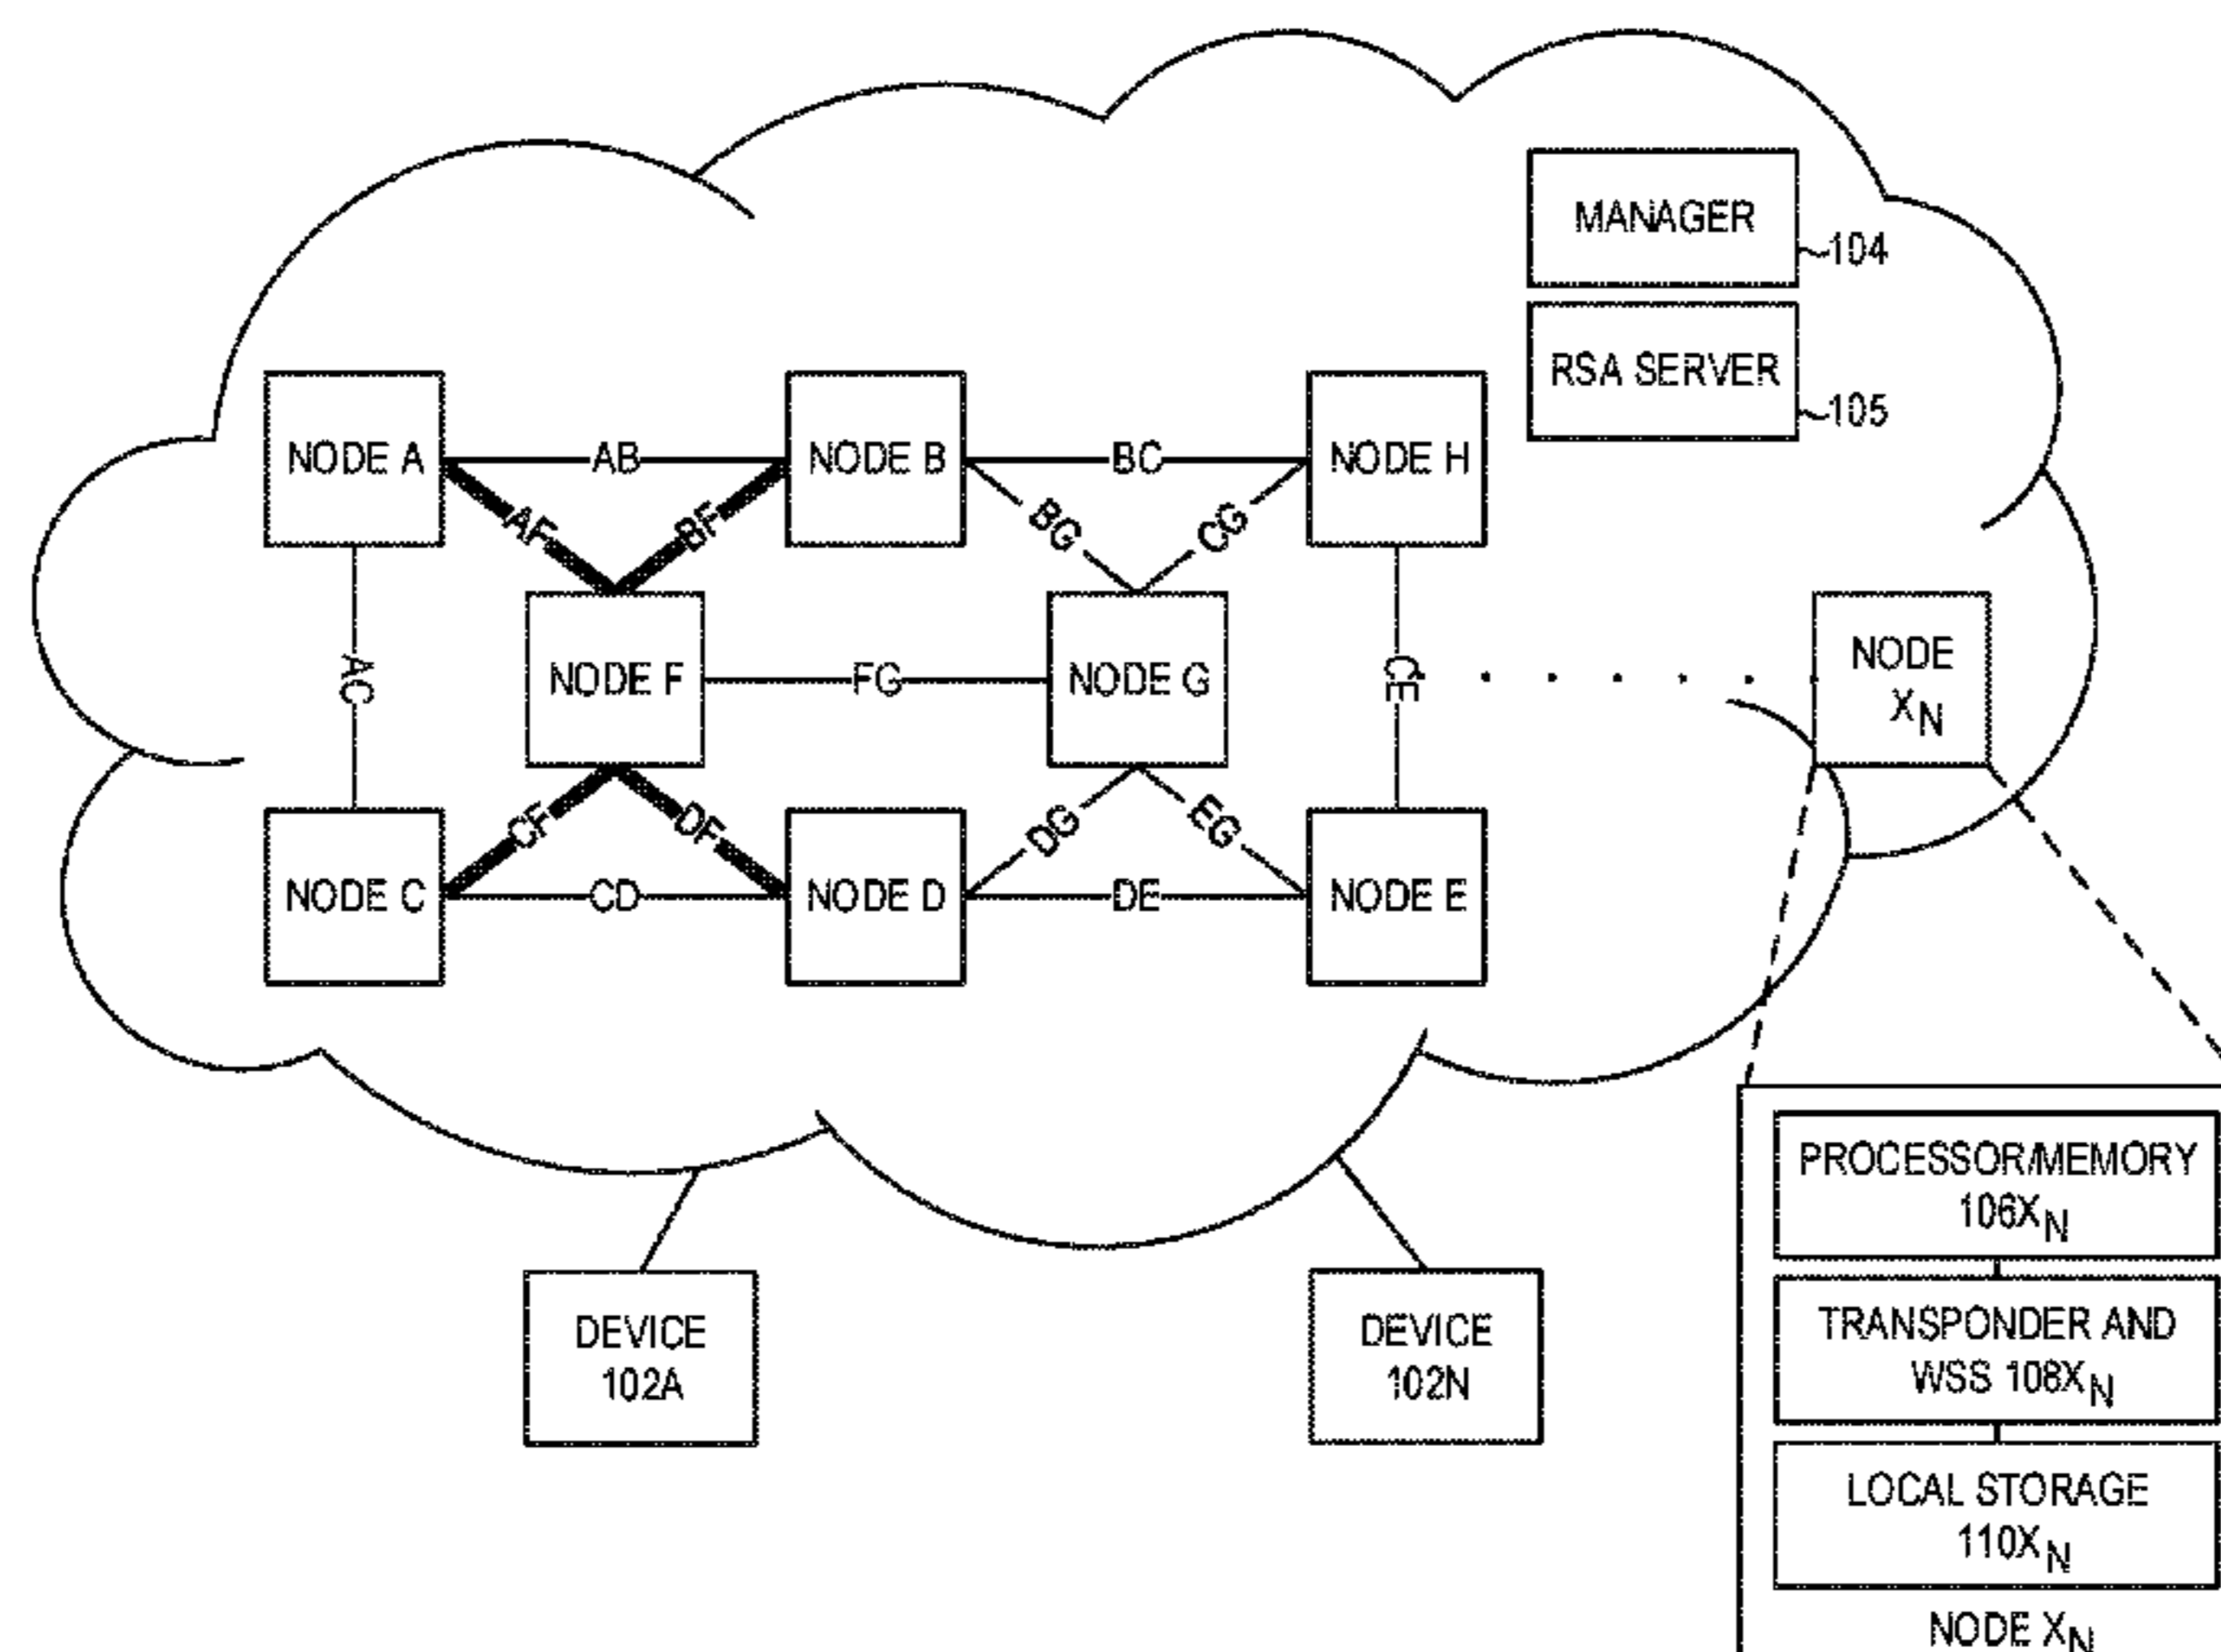 MANAGER
104
RSA SERVER
105
NODE A
AB
NODE B
BC
NODE H
AF
BF
BG
CG
AC
NODE F
FG
NODE G
CE
NODE
XN
CF
DF
DG
EG
NODE C
CD
NODE D
DE
NODE E
DEVICE
102A
DEVICE
102N
PROCESSOR/MEMORY
106XN
TRANSPONDER AND
WSS 108XN
LOCAL STORAGE
110XN
NODE XN